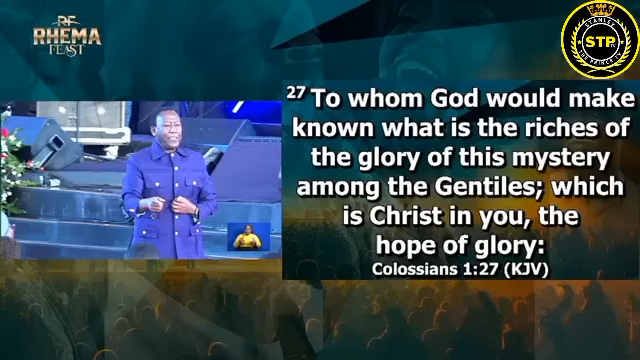 RF
RHEMA
FEAST
STANLEY
STP
27 To whom God would make
known what is the riches of
the glory of this mystery
among the Gentiles; which
is Christ in you, the
hope of glory:
Colossians 1:27 (KJV)